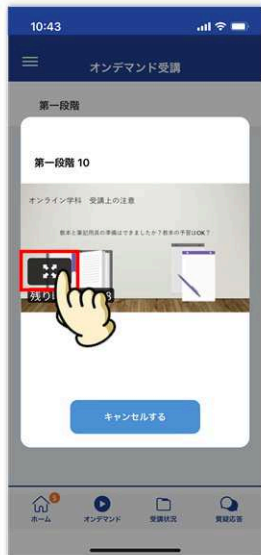 10:43
オンデマンド受講
第一段階
第一段階 10
オンライン学科　受講上の注意
教本と筆記用具の準備はできましたか？教本の予習はOK？
残り
8
キャンセルする
5
ホーム
オンデマンド
受講状況
質疑応答